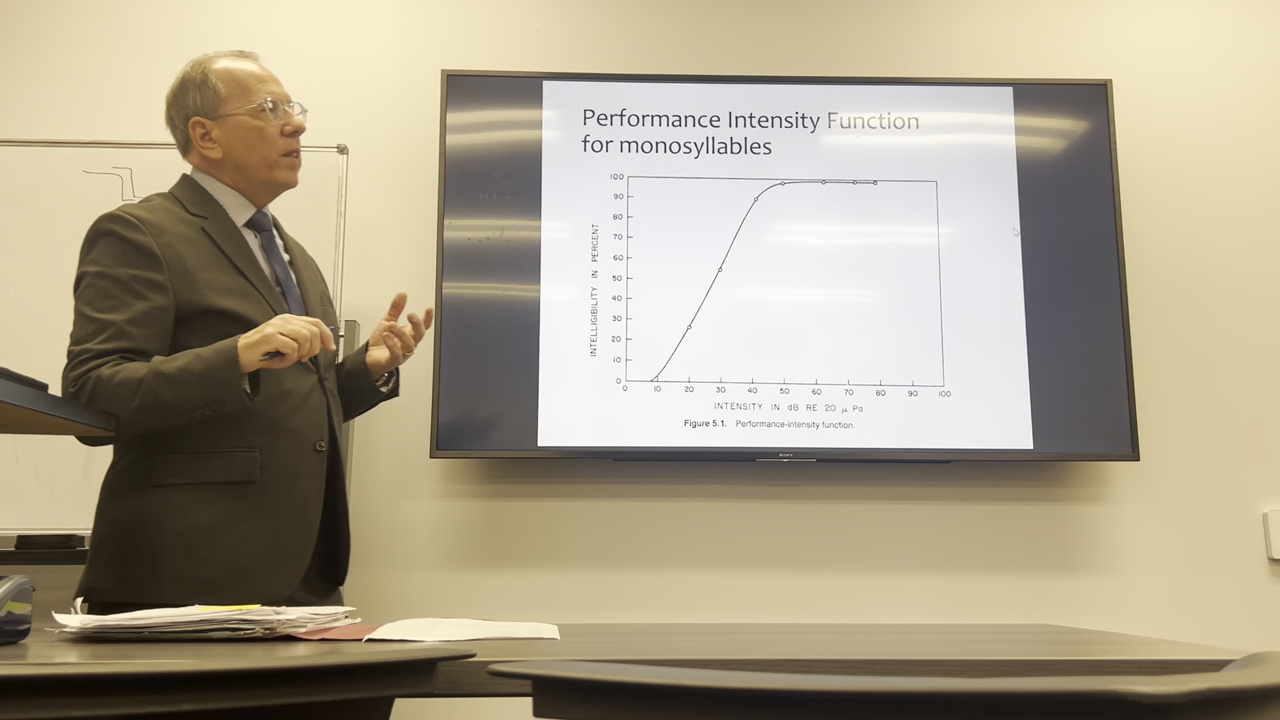 Performance Intensity Function
for monosyllables
100
90
80
70
60
50
40
30
20
10
0
INTELLIGIBILITY IN PERCENT
0 10 20 30 40 50 60 70 80 90 100
INTENSITY IN dB RE 20 μ Pa
Figure 5.1. Performance-intensity function.
SONY